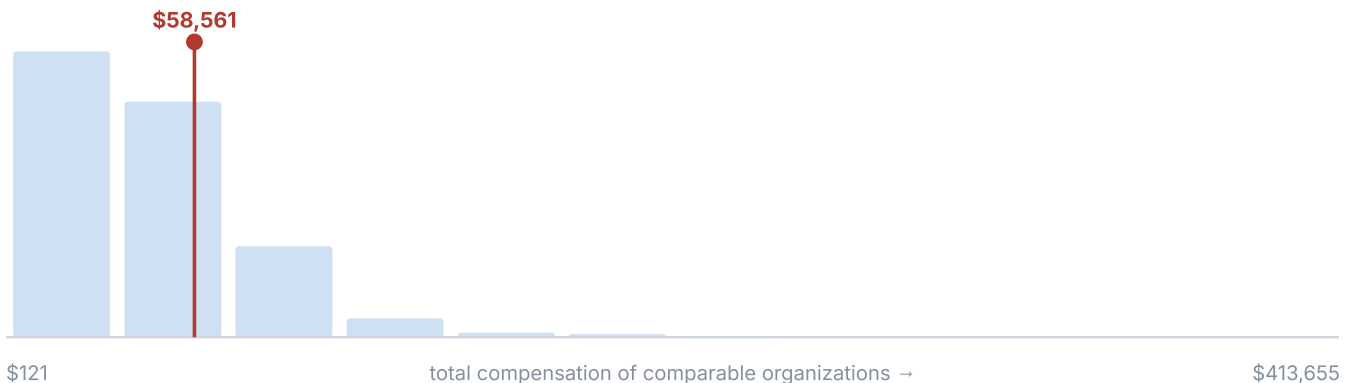 $58,561
$121 total compensation of comparable organizations → $413,655